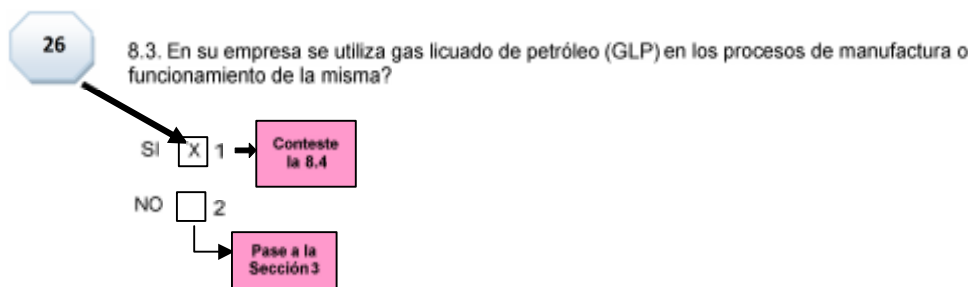 26
8.3. En su empresa se utiliza gas licuado de petróleo (GLP) en los procesos de manufactura o
funcionamiento de la misma?
SI X 1
Conteste
la 8.4
NO 2
Pase a la
Sección 3